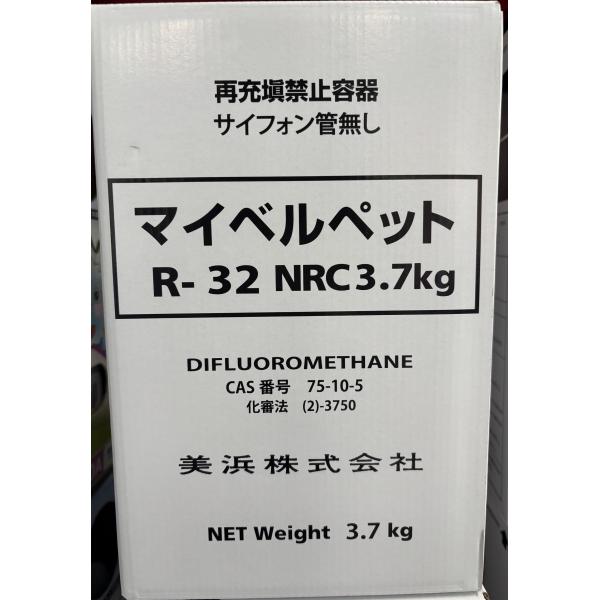 再充塡禁止容器
サイフォン管無し
マイベルペット
R- 32 NRC 3.7kg
DIFLUOROMETHANE
CAS 番号 75-10-5
化審法 (2)-3750
美浜株式会社
NET Weight 3.7 kg